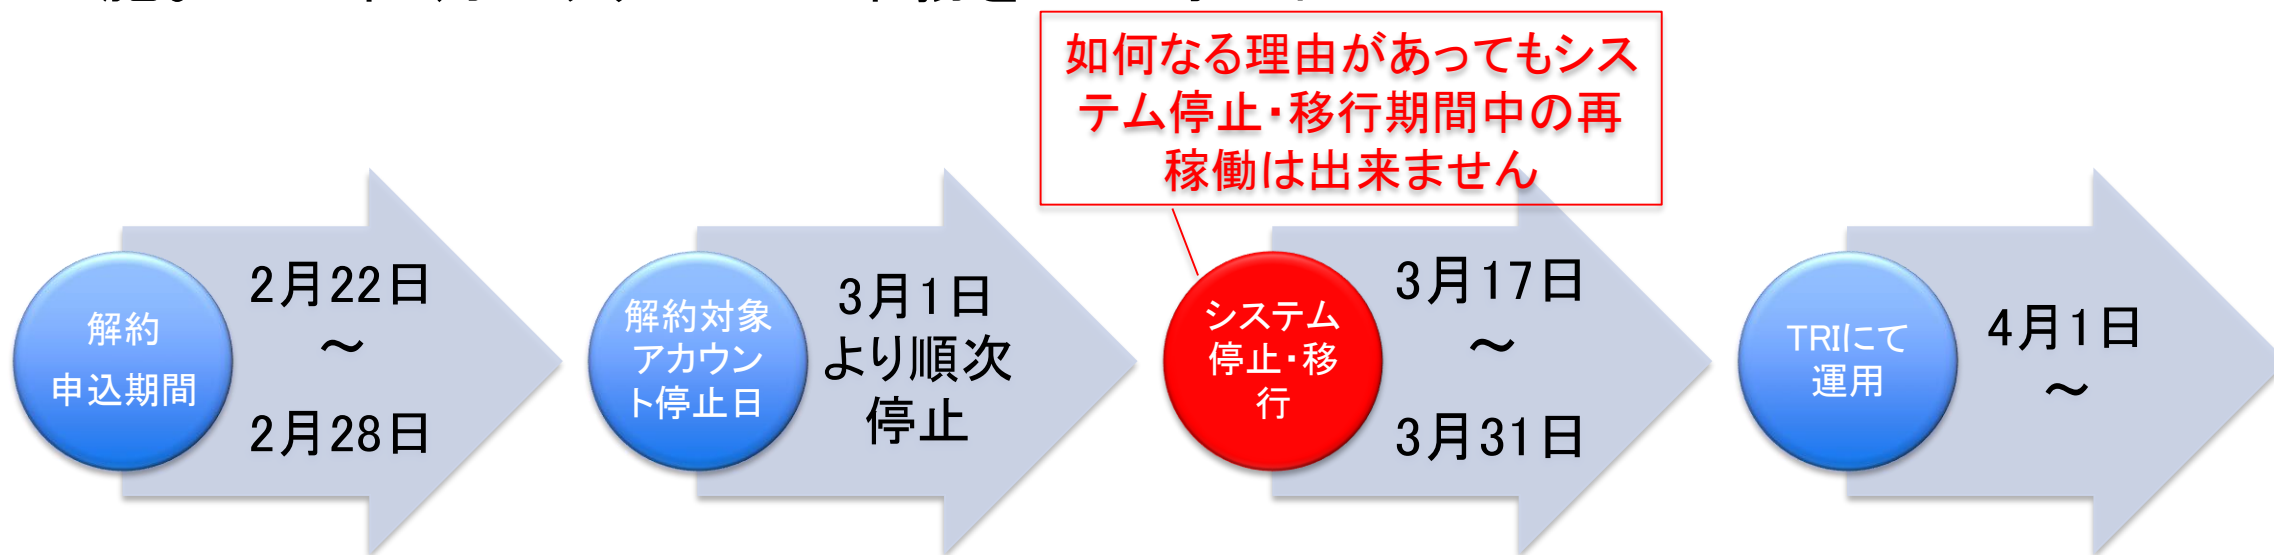 如何なる理由があってもシス
テム停止・移行期間中の再
稼働は出来ません
解約
申込期間
2月22日
～
2月28日
解約対象
アカウン
ト停止日
3月1日
より順次
停止
システム
停止・移
行
3月17日
～
3月31日
TRIにて
運用
4月1日
～